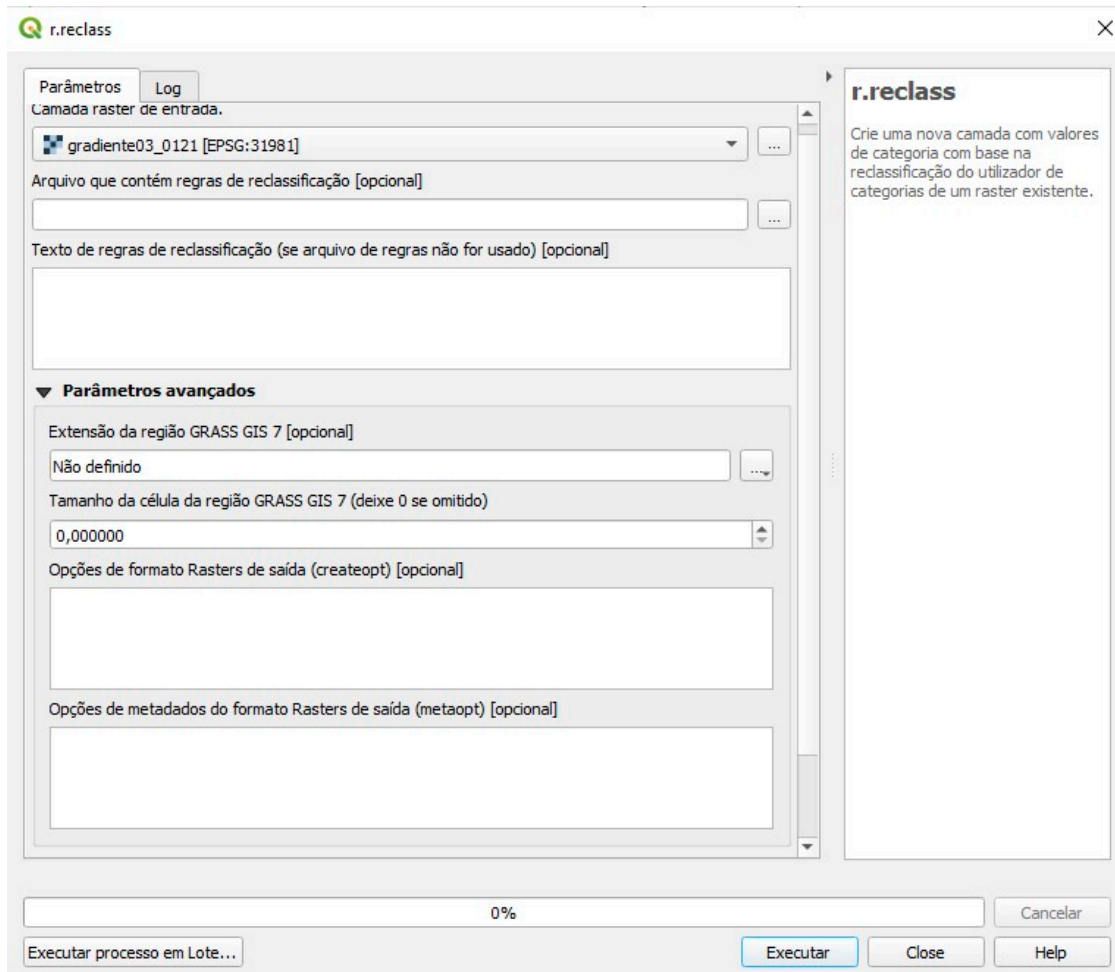 r.reclass
Parâmetros
Log
Camada raster de entrada.
gradiente03_0121 [EPSG:31981]
...
Arquivo que contém regras de reclassificação [opcional]
...
Texto de regras de reclassificação (se arquivo de regras não for usado) [opcional]
Parâmetros avançados
Extensão da região GRASS GIS 7 [opcional]
Não definido
...
Tamanho da célula da região GRASS GIS 7 (deixe 0 se omitido)
0,000000
Opções de formato Rasters de saída (createopt) [opcional]
Opções de metadados do formato Rasters de saída (metaopt) [opcional]
r.reclass
Crie uma nova camada com valores
de categoria com base na
reclassificação do utilizador de
categorias de um raster existente.
0%
Cancelar
Executar processo em Lote...
Executar
Close
Help